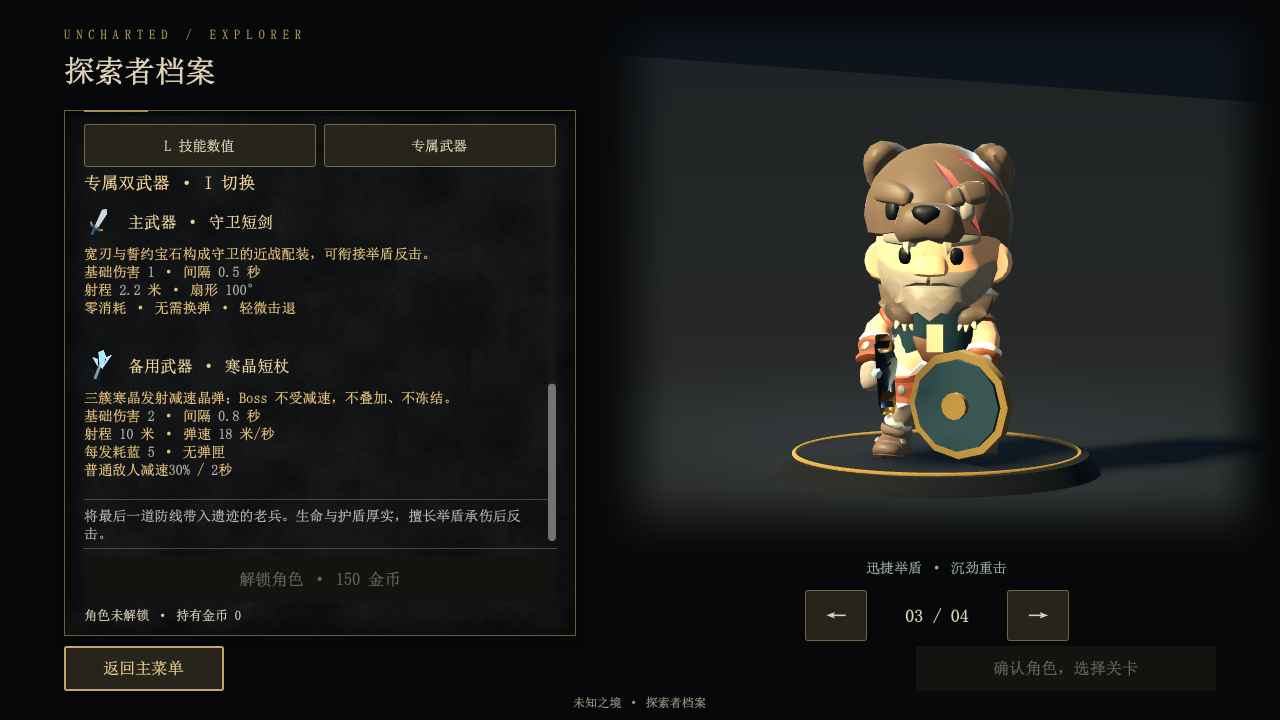 UNCHARTED / EXPLORER
探索者档案
L 技能数值
专属武器
专属双武器 • I 切换
主武器 • 守卫短剑
宽刃与誓约宝石构成守卫的近战配装，可衔接举盾反击。
基础伤害 1 • 间隔 0.5 秒
射程 2.2 米 • 扇形 100°
零消耗 • 无需换弹 • 轻微击退
备用武器 • 寒晶短杖
三簇寒晶发射减速晶弹；Boss 不受减速，不叠加、不冻结。
基础伤害 2 • 间隔 0.8 秒
射程 10 米 • 弹速 18 米/秒
每发耗蓝 5 • 无弹匣
普通敌人减速30% / 2秒
将最后一道防线带入遗迹的老兵。生命与护盾厚实，擅长举盾承伤后反
击。
解锁角色 • 150 金币
角色未解锁 • 持有金币 0
迅捷举盾 • 沉劲重击
← 03 / 04 →
返回主菜单
确认角色，选择关卡
未知之境 • 探索者档案